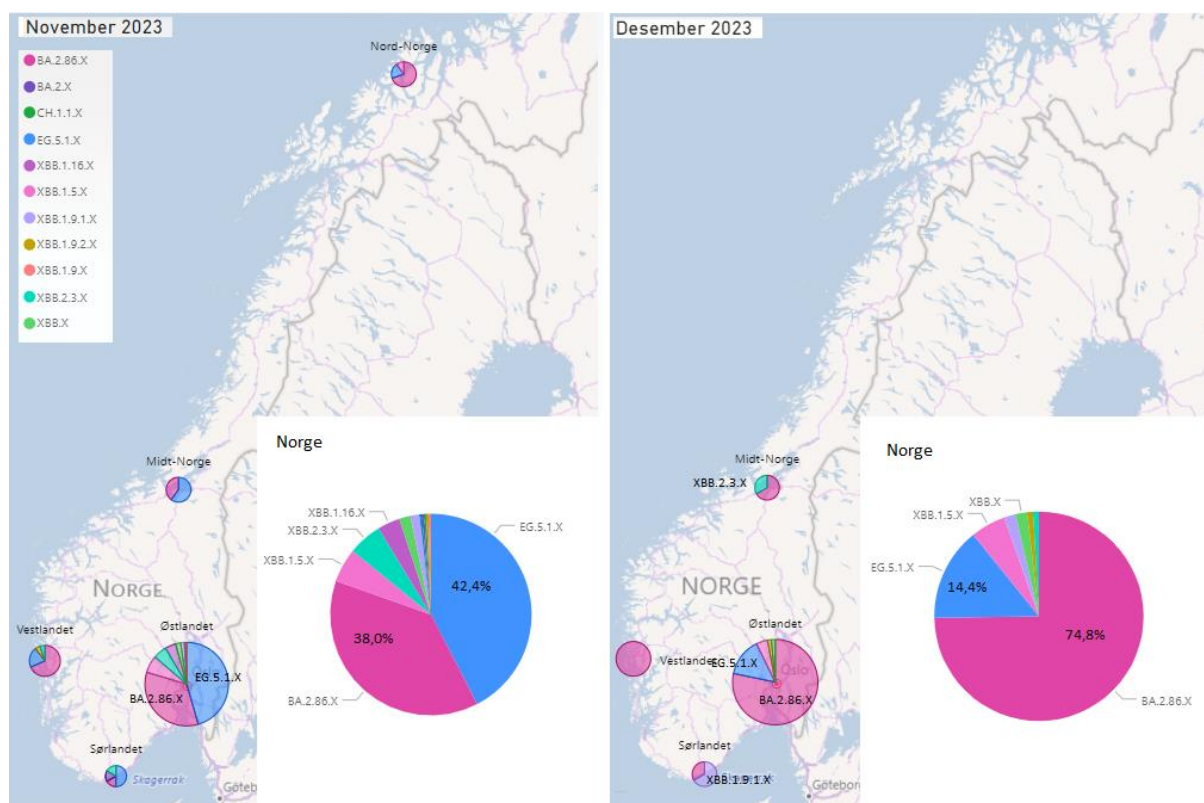 November 2023
BA.2.86.X
BA.2.X
CH.1.1.X
EG.5.1.X
XBB.1.16.X
XBB.1.5.X
XBB.1.9.1.X
XBB.1.9.2.X
XBB.1.9.X
XBB.2.3.X
XBB.X
Nord-Norge
Midt-Norge
NORGE
Vestlandet
Østlandet
Oslo
EG.5.1.X
BA.2.86.X
Sørlandet
Skagerrak
Göteb
Norge
XBB.1.16.X
XBB.2.3.X
XBB.1.5.X
EG.5.1.X
42,4%
38,0%
BA.2.86.X
Desember 2023
Midt-Norge
XBB.2.3.X
NORGE
Østlandet
Vestlandet
EG.5.1.X
Oslo
BA.2.86.X
Sørlandet
XBB.1.9.1.X
Götebo
Norge
XBB.X
XBB.1.5.X
EG.5.1.X
14,4%
74,8%
BA.2.86.X